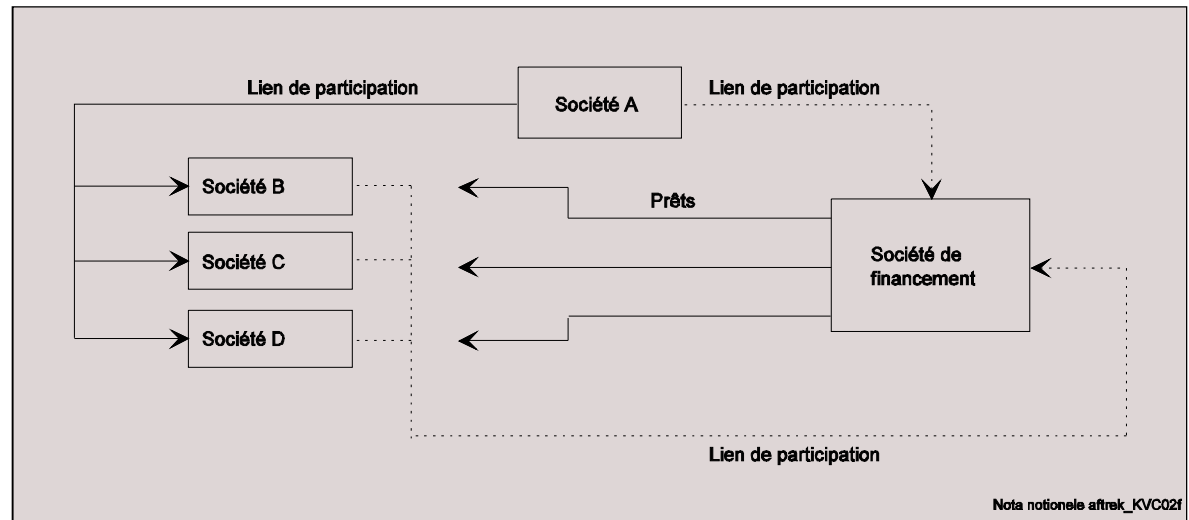 Lien de participation
Société A
Lien de participation
Société B
Prêts
Société C
Société de
financement
Société D
Lien de participation
Nota notionele aftrek_KVC02f